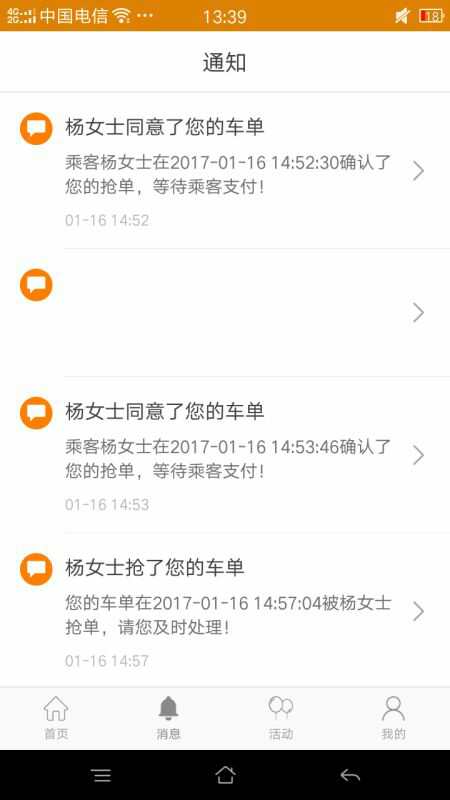 4G 2G 中国电信 13:39 18
通知
杨女士同意了您的车单
乘客杨女士在2017-01-16 14:52:30确认了
您的抢单，等待乘客支付！
01-16 14:52
杨女士同意了您的车单
乘客杨女士在2017-01-16 14:53:46确认了
您的抢单，等待乘客支付！
01-16 14:53
杨女士抢了您的车单
您的车单在2017-01-16 14:57:04被杨女士
抢单，请您及时处理！
01-16 14:57
首页 消息 活动 我的